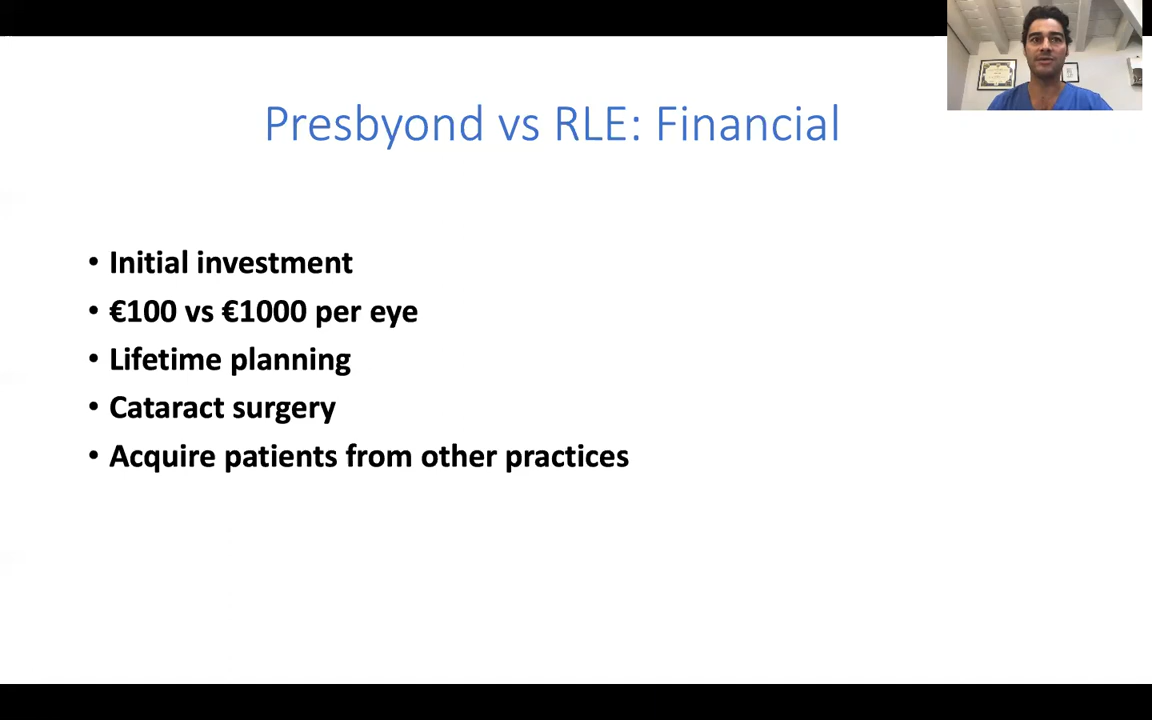 Presbyond vs RLE: Financial
• Initial investment
• €100 vs €1000 per eye
• Lifetime planning
• Cataract surgery
• Acquire patients from other practices